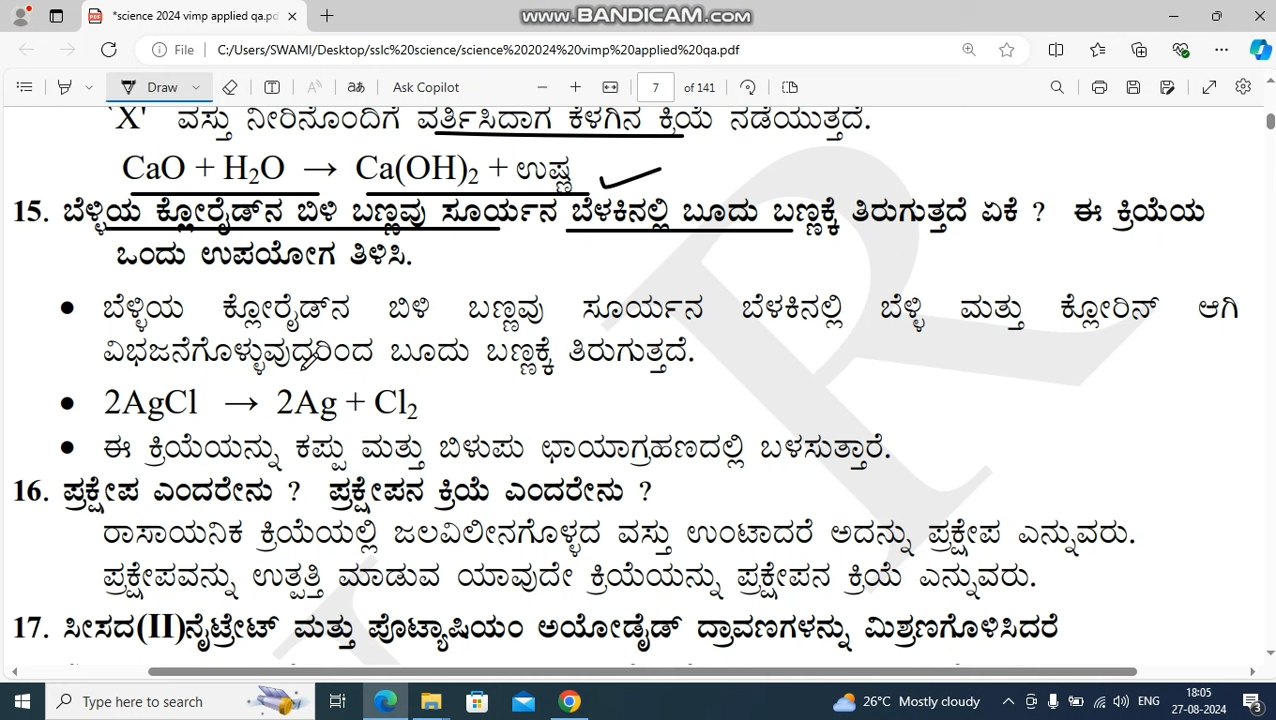 www.BANDICAM.com
*science 2024 vimp applied qa.pd
File
C:/Users/SWAMI/Desktop/sslc%20science/science%202024%20vimp%20applied%20qa.pdf
Draw
aあ
Ask Copilot
7
of 141
`X' ವಸ್ತು ನೀರಿನೊಂದಿಗೆ ವರ್ತಿಸಿದಾಗ ಕೆಳಗಿನ ಕ್ರಿಯೆ ನಡೆಯುತ್ತದೆ.
CaO + H₂O → Ca(OH)₂ + ಉಷ್ಣ
15. ಬೆಳ್ಳಿಯ ಕ್ಲೋರೈಡ್‌ನ ಬಿಳಿ ಬಣ್ಣವು ಸೂರ್ಯನ ಬೆಳಕಿನಲ್ಲಿ ಬೂದು ಬಣ್ಣಕ್ಕೆ ತಿರುಗುತ್ತದೆ ಏಕೆ ? ಈ ಕ್ರಿಯೆಯ
ಒಂದು ಉಪಯೋಗ ತಿಳಿಸಿ.
• ಬೆಳ್ಳಿಯ ಕ್ಲೋರೈಡ್‌ನ ಬಿಳಿ ಬಣ್ಣವು ಸೂರ್ಯನ ಬೆಳಕಿನಲ್ಲಿ ಬೆಳ್ಳಿ ಮತ್ತು ಕ್ಲೋರಿನ್ ಆಗಿ
ವಿಭಜನೆಗೊಳ್ಳುವುದರಿಂದ ಬೂದು ಬಣ್ಣಕ್ಕೆ ತಿರುಗುತ್ತದೆ.
• 2AgCl → 2Ag + Cl₂
• ಈ ಕ್ರಿಯೆಯನ್ನು ಕಪ್ಪು ಮತ್ತು ಬಿಳುಪು ಛಾಯಾಗ್ರಹಣದಲ್ಲಿ ಬಳಸುತ್ತಾರೆ.
16. ಪ್ರಕ್ಷೇಪ ಎಂದರೇನು ? ಪ್ರಕ್ಷೇಪನ ಕ್ರಿಯೆ ಎಂದರೇನು ?
ರಾಸಾಯನಿಕ ಕ್ರಿಯೆಯಲ್ಲಿ ಜಲವಿಲೀನಗೊಳ್ಳದ ವಸ್ತು ಉಂಟಾದರೆ ಅದನ್ನು ಪ್ರಕ್ಷೇಪ ಎನ್ನುವರು.
ಪ್ರಕ್ಷೇಪವನ್ನು ಉತ್ಪತ್ತಿ ಮಾಡುವ ಯಾವುದೇ ಕ್ರಿಯೆಯನ್ನು ಪ್ರಕ್ಷೇಪನ ಕ್ರಿಯೆ ಎನ್ನುವರು.
17. ಸೀಸದ(II)ನೈಟ್ರೇಟ್ ಮತ್ತು ಪೊಟ್ಯಾಷಿಯಂ ಅಯೋಡೈಡ್ ದ್ರಾವಣಗಳನ್ನು ಮಿಶ್ರಣಗೊಳಿಸಿದರೆ
Type here to search
26°C Mostly cloudy
ENG
18:05
27-08-2024
3